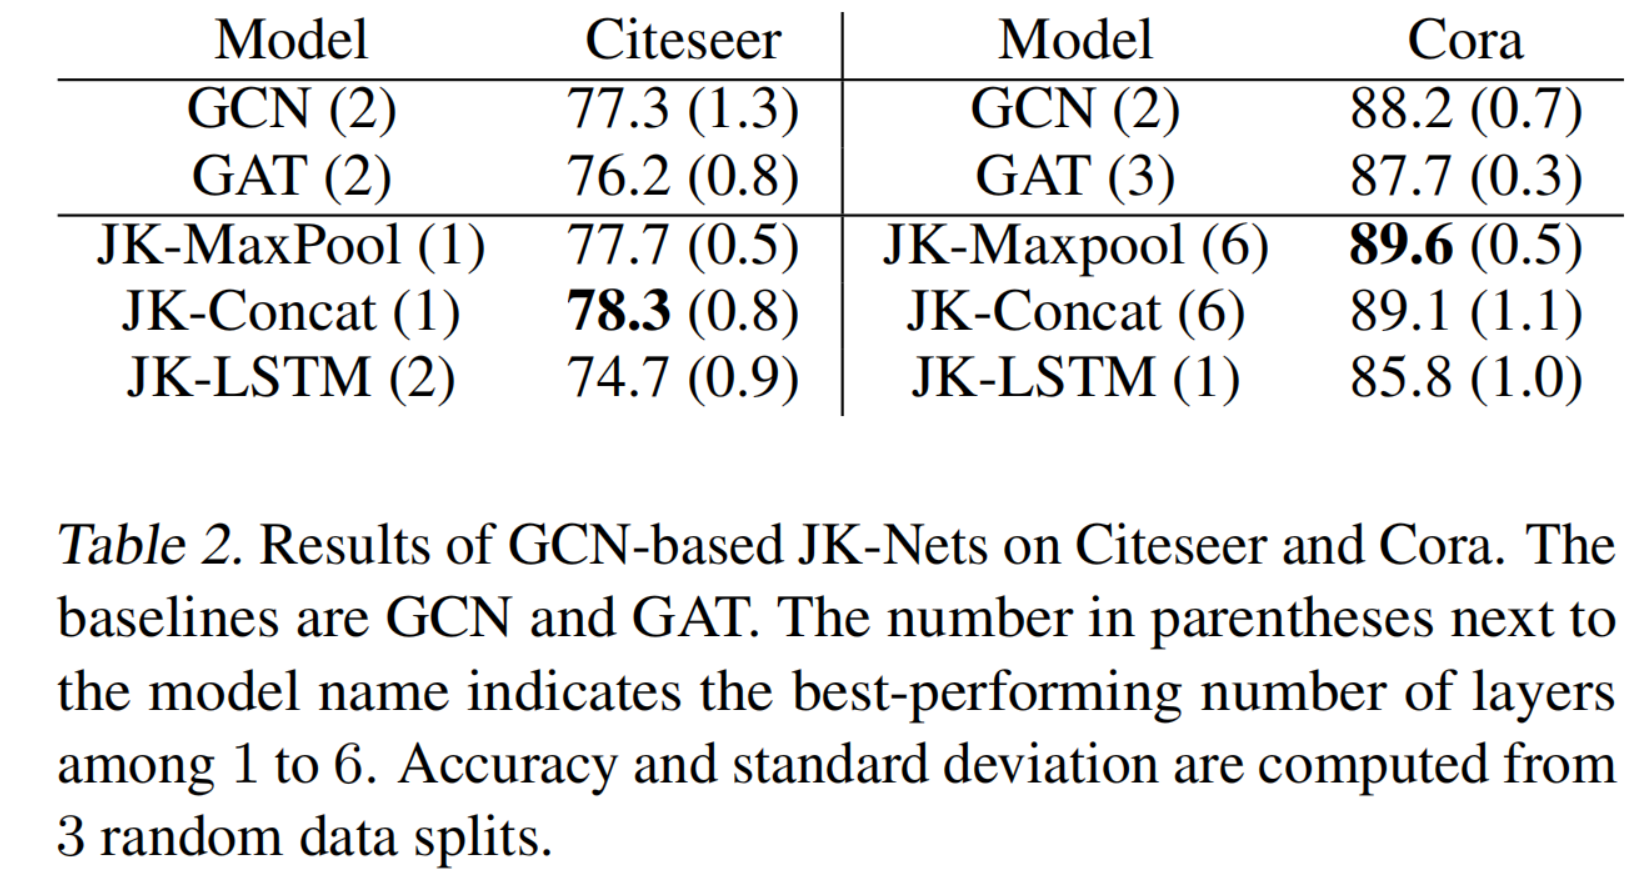 Model Citeseer Model Cora
GCN (2) 77.3 (1.3) GCN (2) 88.2 (0.7)
GAT (2) 76.2 (0.8) GAT (3) 87.7 (0.3)
JK-MaxPool (1) 77.7 (0.5) JK-Maxpool (6) 89.6 (0.5)
JK-Concat (1) 78.3 (0.8) JK-Concat (6) 89.1 (1.1)
JK-LSTM (2) 74.7 (0.9) JK-LSTM (1) 85.8 (1.0)
Table 2. Results of GCN-based JK-Nets on Citeseer and Cora. The
baselines are GCN and GAT. The number in parentheses next to
the model name indicates the best-performing number of layers
among 1 to 6. Accuracy and standard deviation are computed from
3 random data splits.